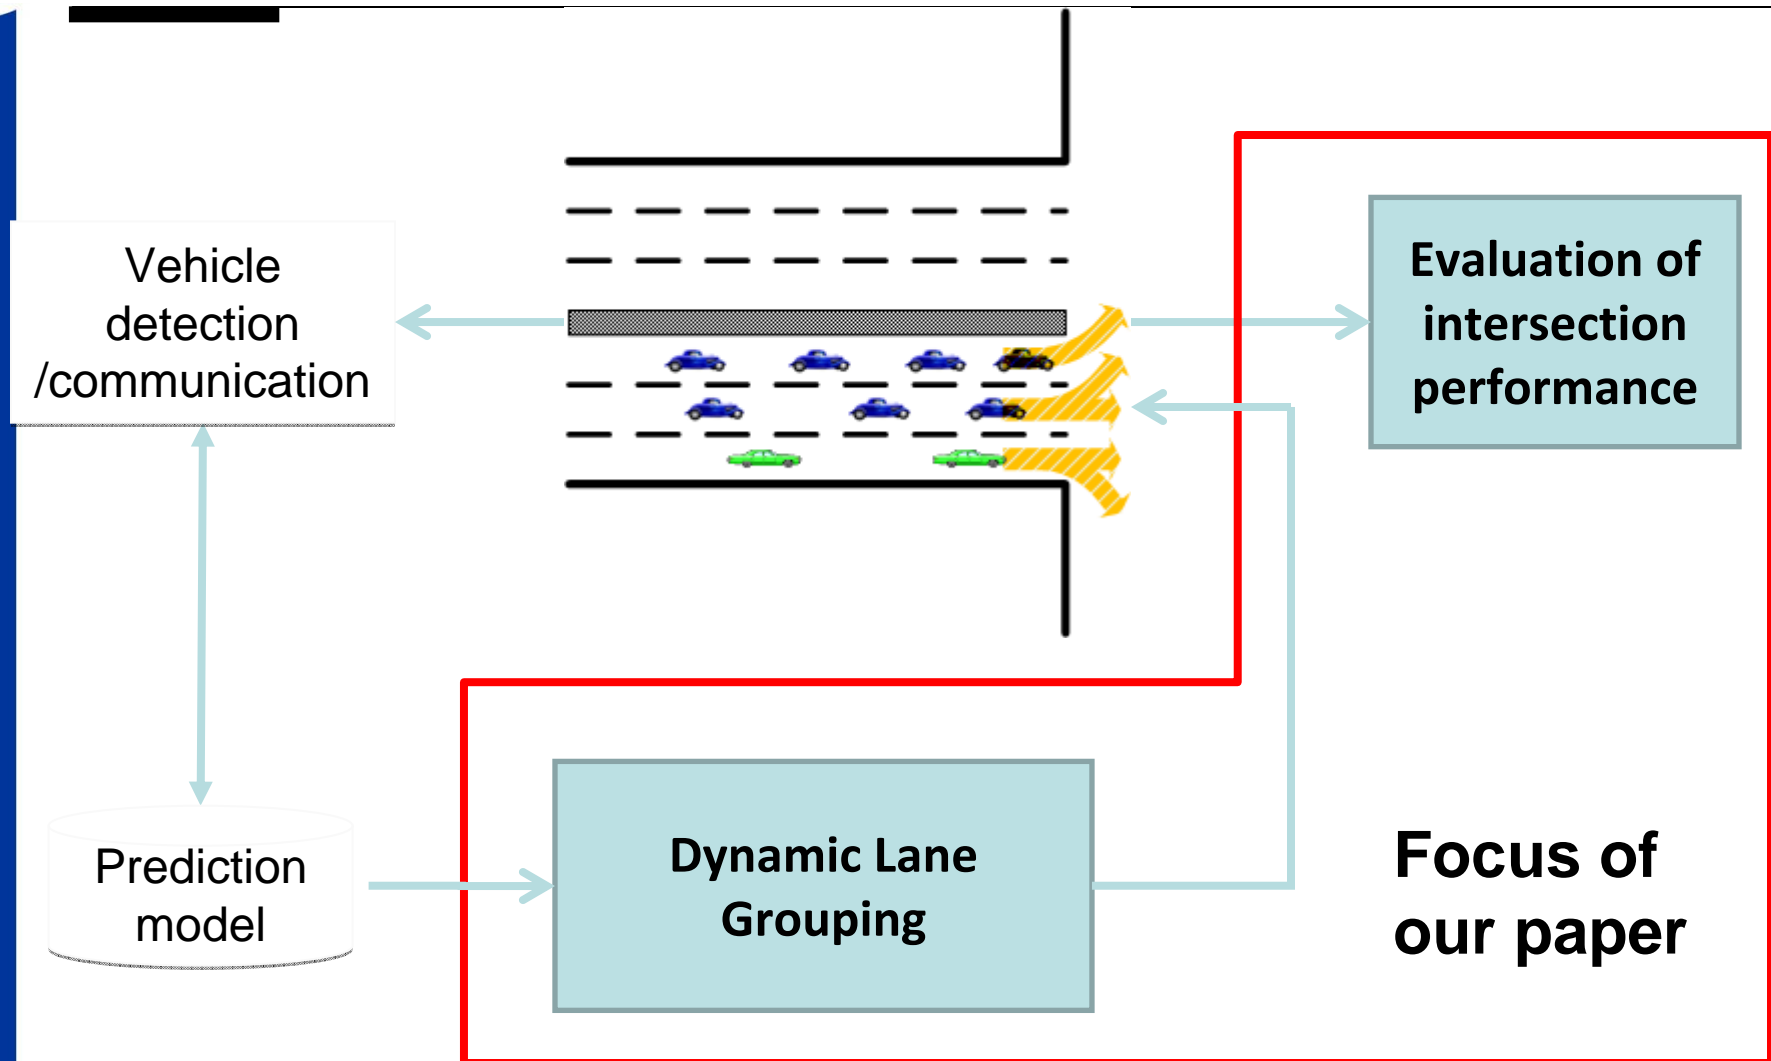 Vehicle
detection
/communication
Evaluation of
intersection
performance
Prediction
model
Dynamic Lane
Grouping
Focus of
our paper